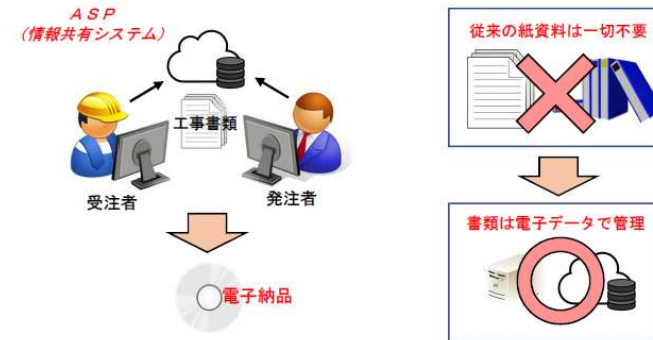 ＡＳＰ
（情報共有システム）
工事書類
受注者
発注者
電子納品
従来の紙資料は一切不要
書類は電子データで管理